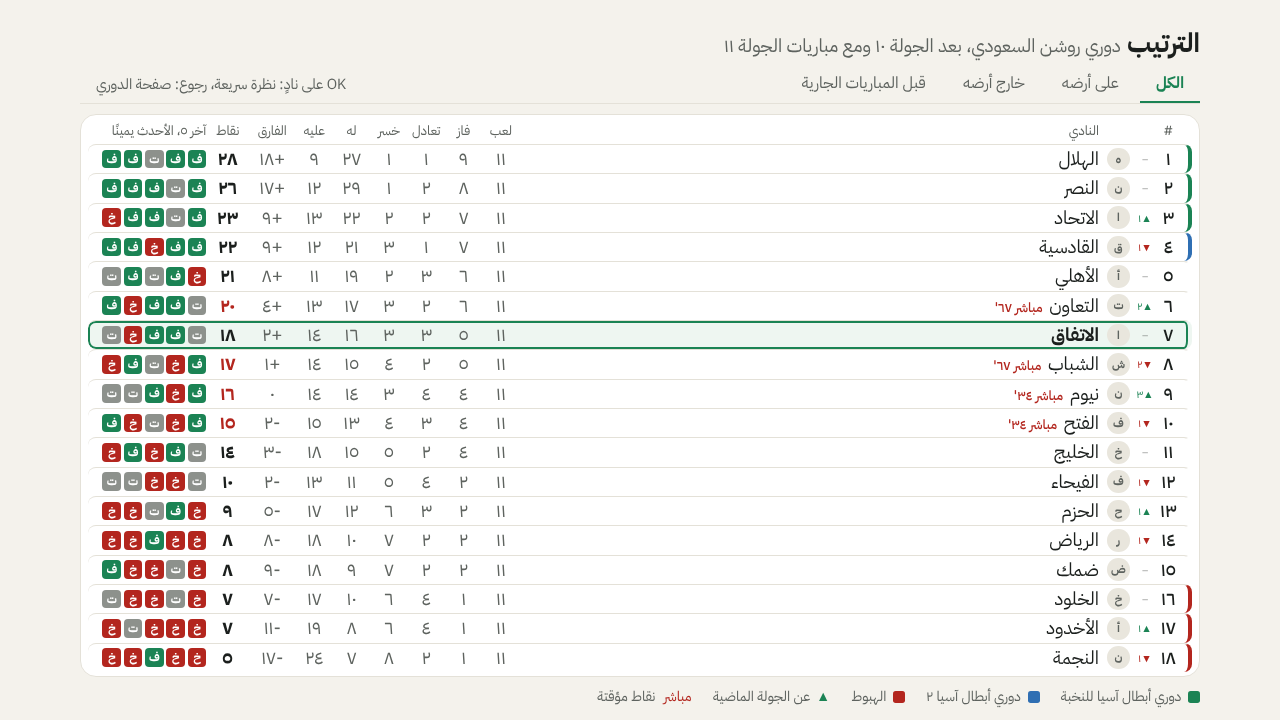 الترتيب دوري روشن السعودي، بعد الجولة ١٠ ومع مباريات الجولة ١١
الكل على أرضه خارج أرضه قبل المباريات الجارية OK على نادٍ: نظرة سريعة، رجوع: صفحة الدوري
# النادي لعب فاز تعادل خسر له عليه الفارق نقاط آخر ٥، الأحدث يمينًا
١ – ه الهلال ١١ ٩ ١ ١ ٢٧ ٩ +١٨ ٢٨ ف ف ت ف ف
٢ – ن النصر ١١ ٨ ٢ ١ ٢٩ ١٢ +١٧ ٢٦ ف ت ف ف ف
٣ ▲١ ا الاتحاد ١١ ٧ ٢ ٢ ٢٢ ١٣ +٩ ٢٣ ف ت ف ف خ
٤ ▼١ ق القادسية ١١ ٧ ١ ٣ ٢١ ١٢ +٩ ٢٢ ف ف خ ف ف
٥ – أ الأهلي ١١ ٦ ٣ ٢ ١٩ ١١ +٨ ٢١ خ ف ت ف ت
٦ ▲٢ ت التعاون مباشر ٦٧' ١١ ٦ ٢ ٣ ١٧ ١٣ +٤ ٢٠ ت ف ف خ ف
٧ – ا الاتفاق ١١ ٥ ٣ ٣ ١٦ ١٤ +٢ ١٨ ت ف ف خ ت
٨ ▼٢ ش الشباب مباشر ٦٧' ١١ ٥ ٢ ٤ ١٥ ١٤ +١ ١٧ ف خ ت ف خ
٩ ▲٣ ن نيوم مباشر ٣٤' ١١ ٤ ٤ ٣ ١٤ ١٤ ٠ ١٦ ف خ ف ت ت
١٠ ▼١ ف الفتح مباشر ٣٤' ١١ ٤ ٣ ٤ ١٣ ١٥ -٢ ١٥ ف خ ت خ ف
١١ – خ الخليج ١١ ٤ ٢ ٥ ١٥ ١٨ -٣ ١٤ ت ف خ ف خ
١٢ ▼١ ف الفيحاء ١١ ٢ ٤ ٥ ١١ ١٣ -٢ ١٠ ت خ خ ت ت
١٣ ▲١ ح الحزم ١١ ٢ ٣ ٦ ١٢ ١٧ -٥ ٩ خ ف ت خ خ
١٤ ▼١ ر الرياض ١١ ٢ ٢ ٧ ١٠ ١٨ -٨ ٨ خ خ ف خ خ
١٥ – ض ضمك ١١ ٢ ٢ ٧ ٩ ١٨ -٩ ٨ خ ت خ خ ف
١٦ – خ الخلود ١١ ١ ٤ ٦ ١٠ ١٧ -٧ ٧ خ ت خ خ ت
١٧ ▲١ أ الأخدود ١١ ١ ٤ ٦ ٨ ١٩ -١١ ٧ خ خ خ ت خ
١٨ ▼١ ن النجمة ١١ ١ ٢ ٨ ٧ ٢٤ -١٧ ٥ خ خ ف خ خ
دوري أبطال آسيا للنخبة دوري أبطال آسيا ٢ الهبوط ▲ عن الجولة الماضية مباشر نقاط مؤقتة